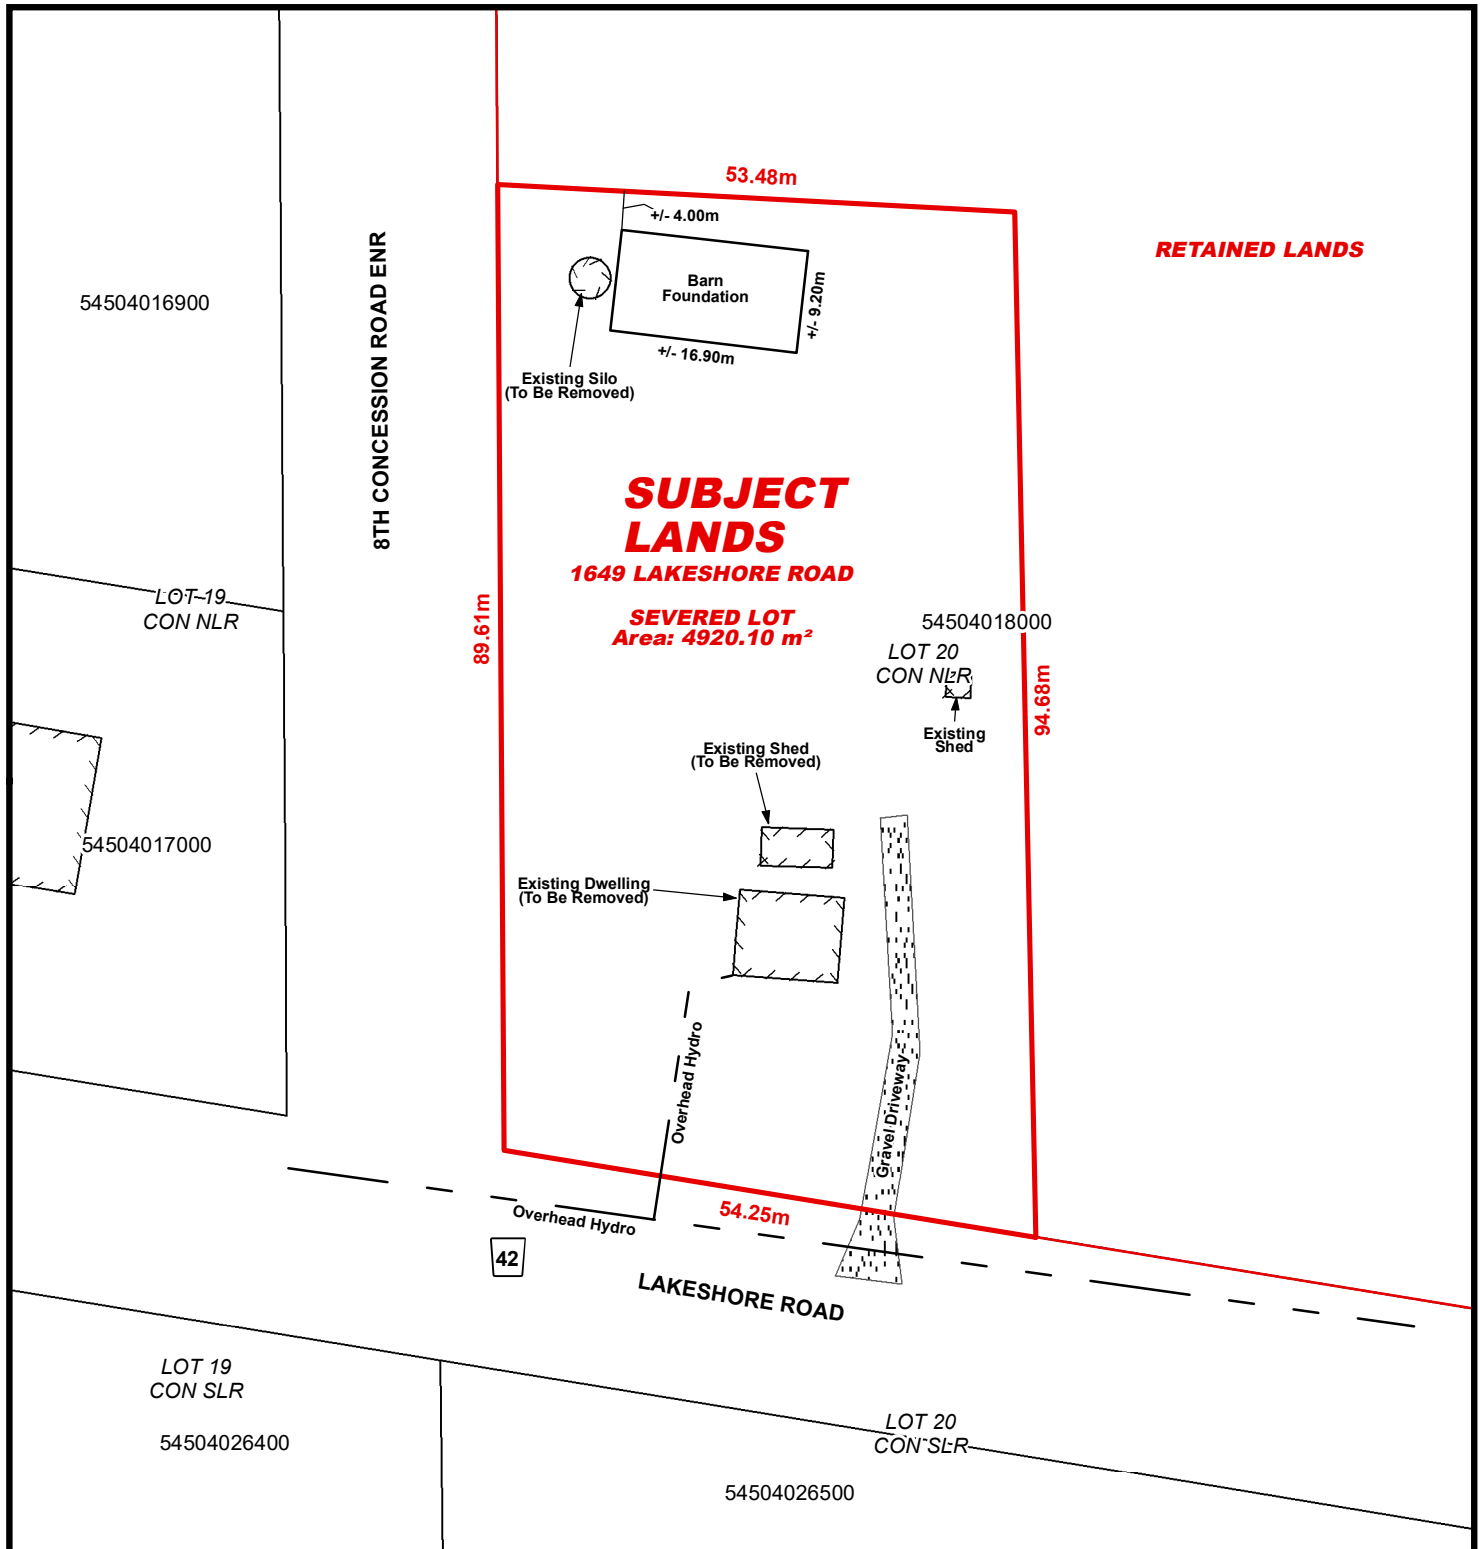 53.48m
+/- 4.00m
RETAINED LANDS
8TH CONCESSION ROAD ENR
Barn
Foundation
+/- 9.20m
54504016900
+/- 16.90m
Existing Silo
(To Be Removed)
SUBJECT
LANDS
1649 LAKESHORE ROAD
SEVERED LOT
Area: 4920.10 m²
LOT 19
CON NLR
89.61m
54504018000
LOT 20
CON NLR
94.68m
Existing
Shed
Existing Shed
(To Be Removed)
54504017000
Existing Dwelling
(To Be Removed)
Overhead Hydro
Gravel Driveway
54.25m
Overhead Hydro
42
LAKESHORE ROAD
LOT 19
CON SLR
54504026400
LOT 20
CON SLR
54504026500